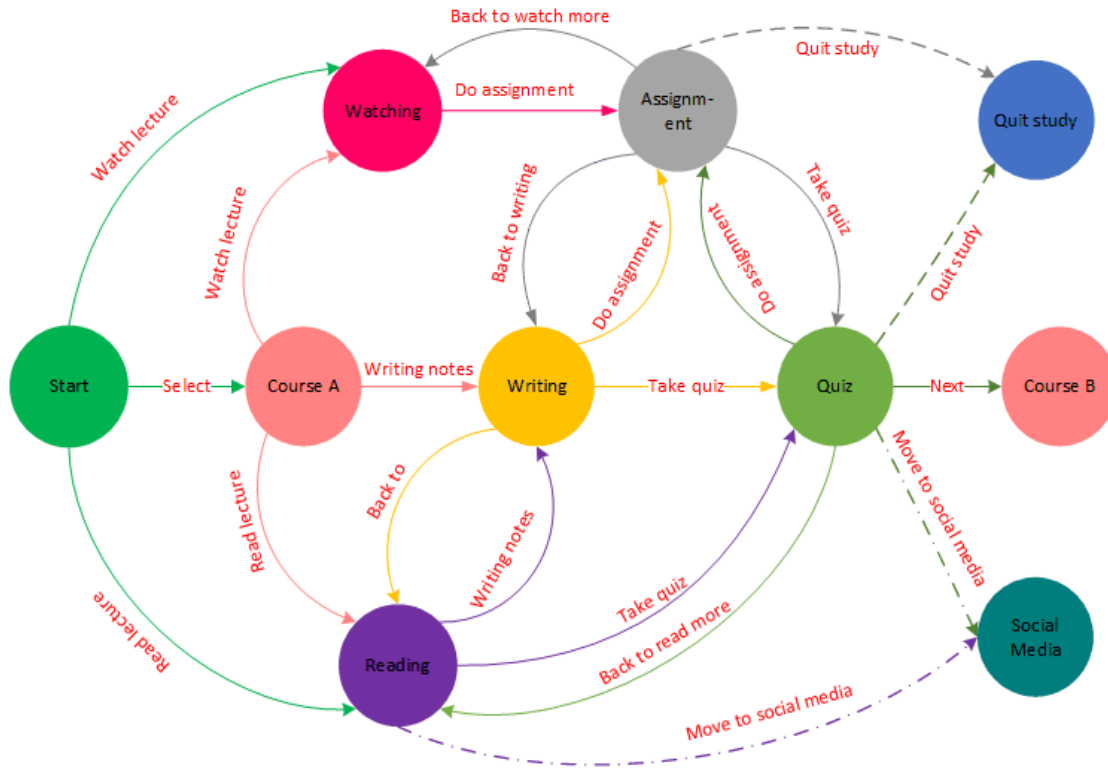 Back to watch more
Quit study
Watching
Do assignment
Assignm-
ent
Quit study
Watch lecture
Watch lecture
Back to writing
Do assignment
Do assignment
Take quiz
Quit study
Start
Select
Course A
Writing notes
Writing
Take quiz
Quiz
Next
Course B
Read lecture
Back to
Writing notes
Move to social media
Read lecture
Reading
Take quiz
Back to read more
Social
Media
Move to social media